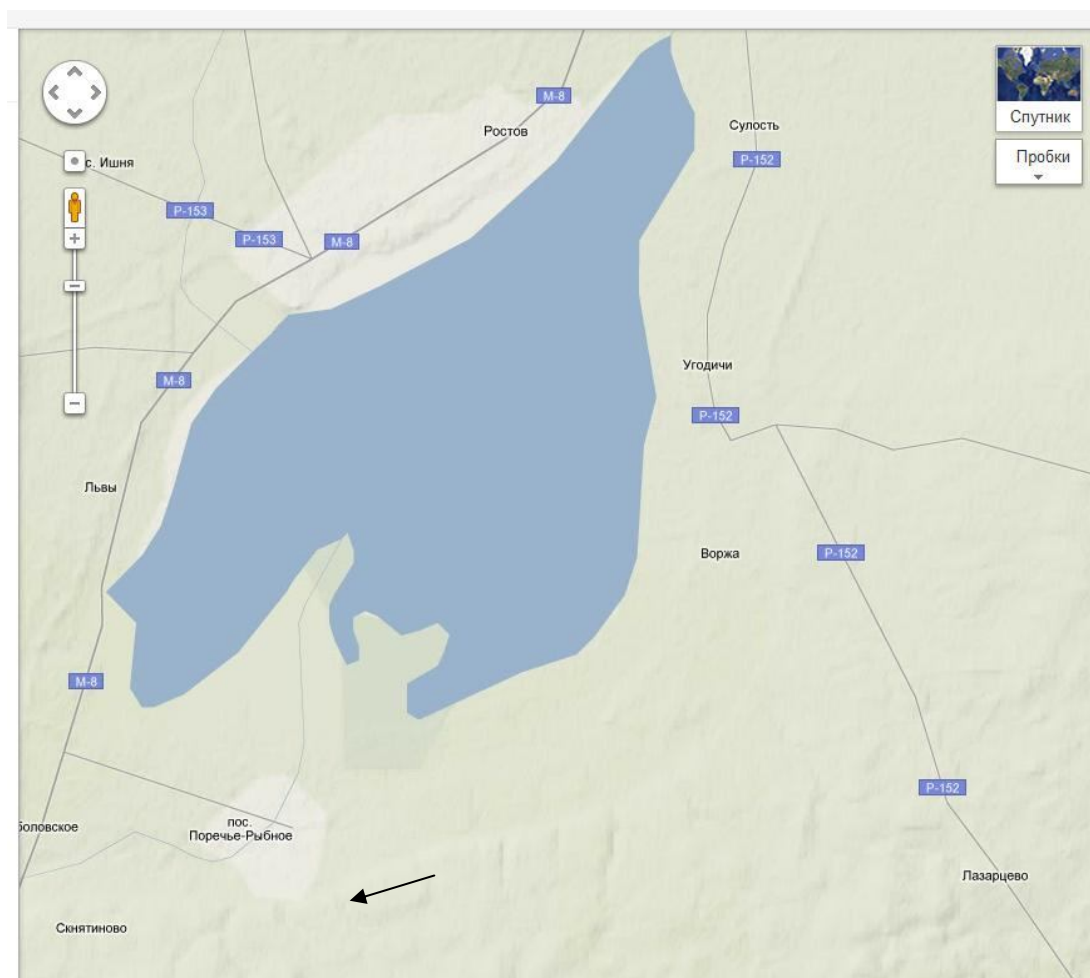 М-8
Ростов
Сулость
Спутник
Пробки
с. Ишня
Р-152
Р-153
Р-153
М-8
Угодичи
М-8
Р-152
Львы
Воржа
Р-152
М-8
Р-152
пос.
Поречье-Рыбное
боловское
Лазарцево
Скнятиново